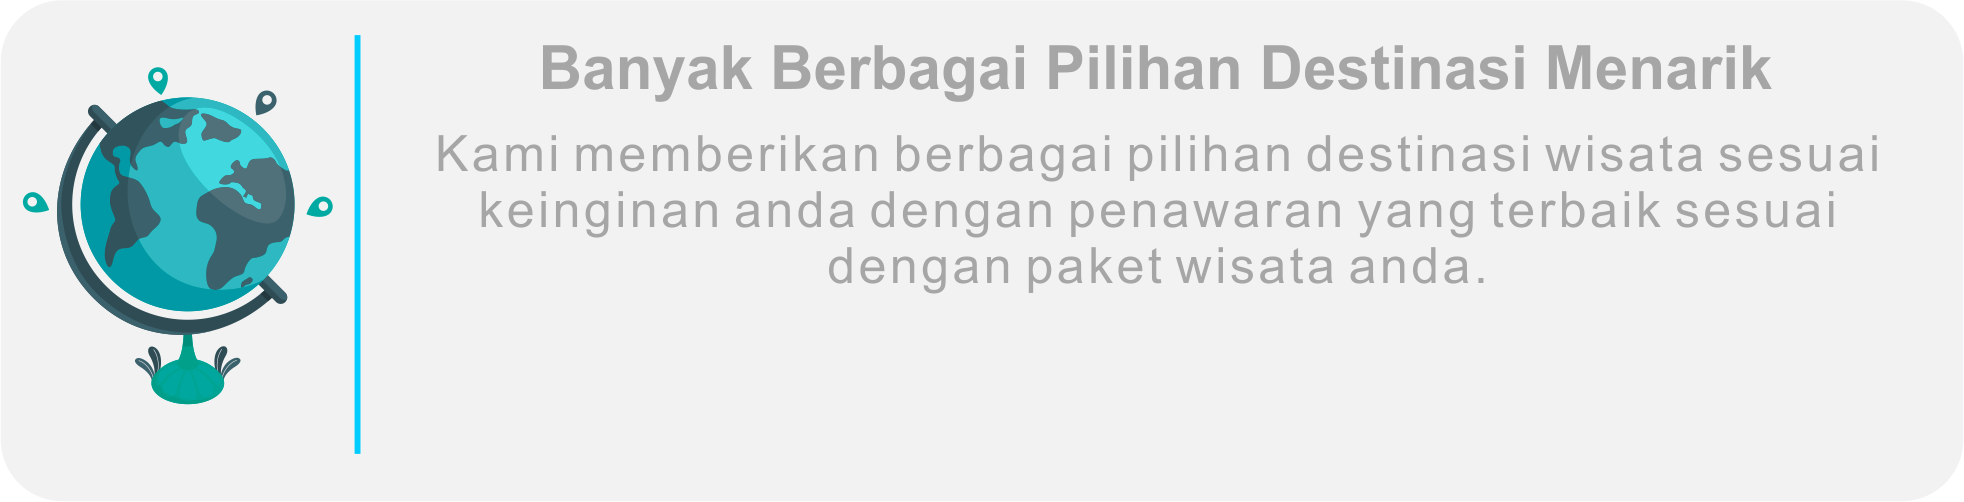 Banyak Berbagai Pilihan Destinasi Menarik
Kami memberikan berbagai pilihan destinasi wisata sesuai
keinginan anda dengan penawaran yang terbaik sesuai
dengan paket wisata anda.